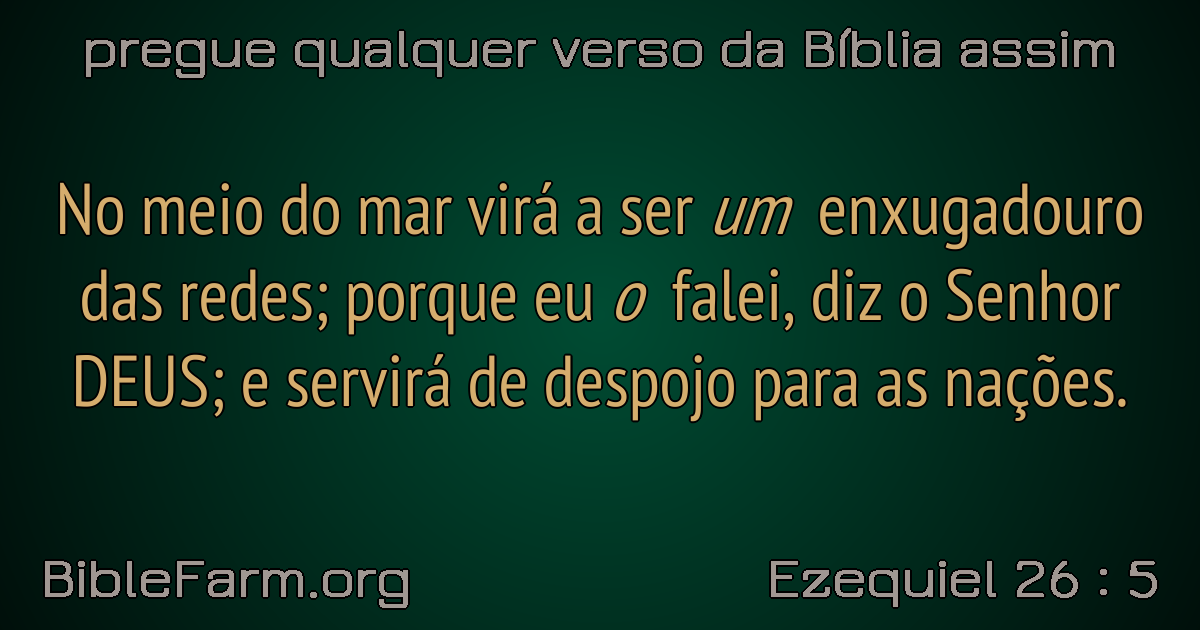 pregue qualquer verso da Bíblia assim
No meio do mar virá a ser um enxugadouro
das redes; porque eu o falei, diz o Senhor
DEUS; e servirá de despojo para as nações.
BibleFarm.org
Ezequiel 26 : 5